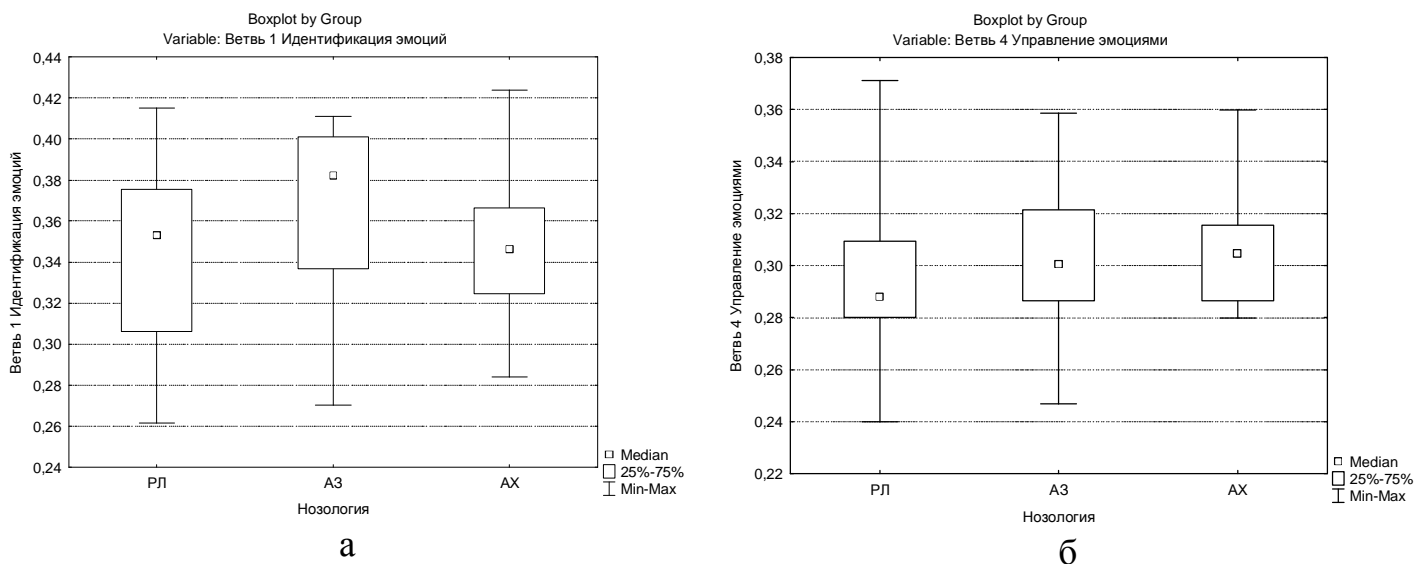 Boxplot by Group
Variable: Ветвь 1 Идентификация эмоций
0,44
0,42
0,40
0,38
0,36
0,34
0,32
0,30
0,28
0,26
0,24
Ветвь 1 Идентификация эмоций
РЛ
АЗ
АХ
Нозология
Median
25%-75%
Min-Max
а
Boxplot by Group
Variable: Ветвь 4 Управление эмоциями
0,38
0,36
0,34
0,32
0,30
0,28
0,26
0,24
0,22
Ветвь 4 Управление эмоциями
РЛ
АЗ
АХ
Нозология
Median
25%-75%
Min-Max
б